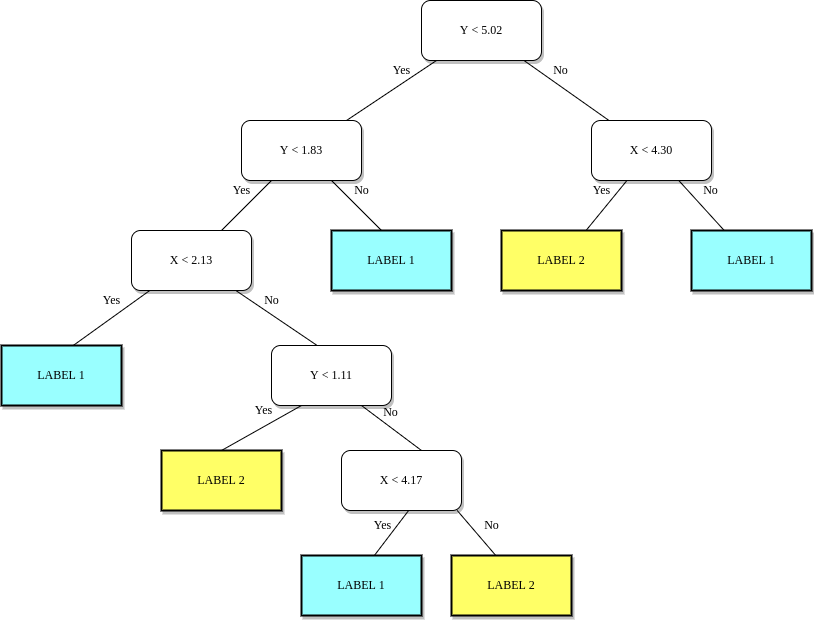 Y < 5.02
Yes
No
Y < 1.83
X < 4.30
Yes
No
Yes
No
X < 2.13
LABEL 1
LABEL 2
LABEL 1
Yes
No
LABEL 1
Y < 1.11
Yes
No
LABEL 2
X < 4.17
Yes
No
LABEL 1
LABEL 2